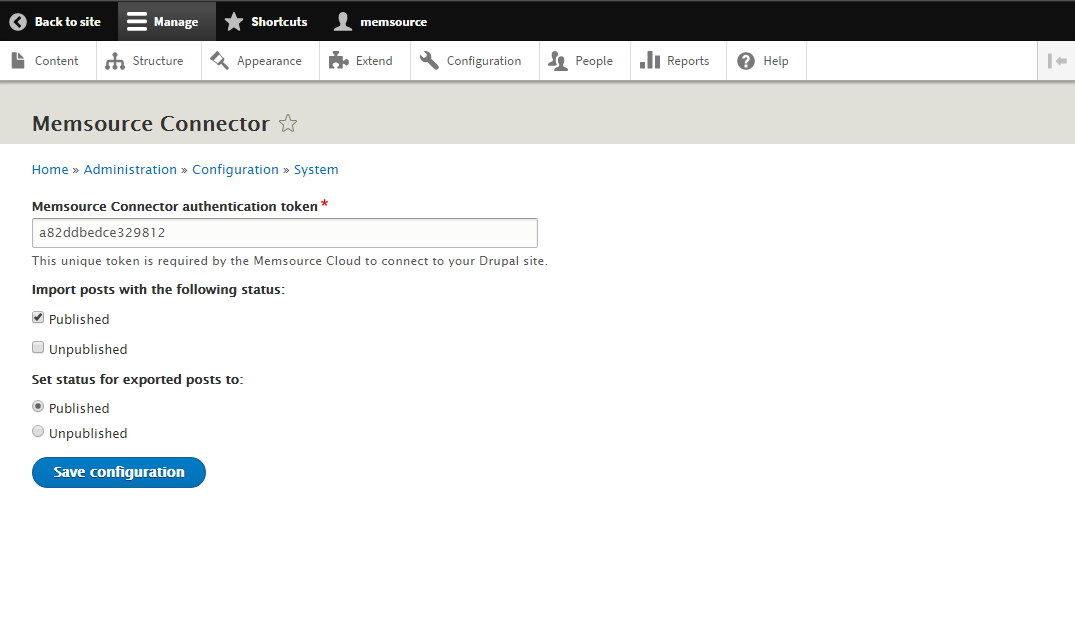 Back to site Manage Shortcuts memsource
Content Structure Appearance Extend Configuration People Reports Help
Memsource Connector
Home » Administration » Configuration » System
Memsource Connector authentication token*
a82ddbedce329812
This unique token is required by the Memsource Cloud to connect to your Drupal site.
Import posts with the following status:
Published
Unpublished
Set status for exported posts to:
Published
Unpublished
Save configuration